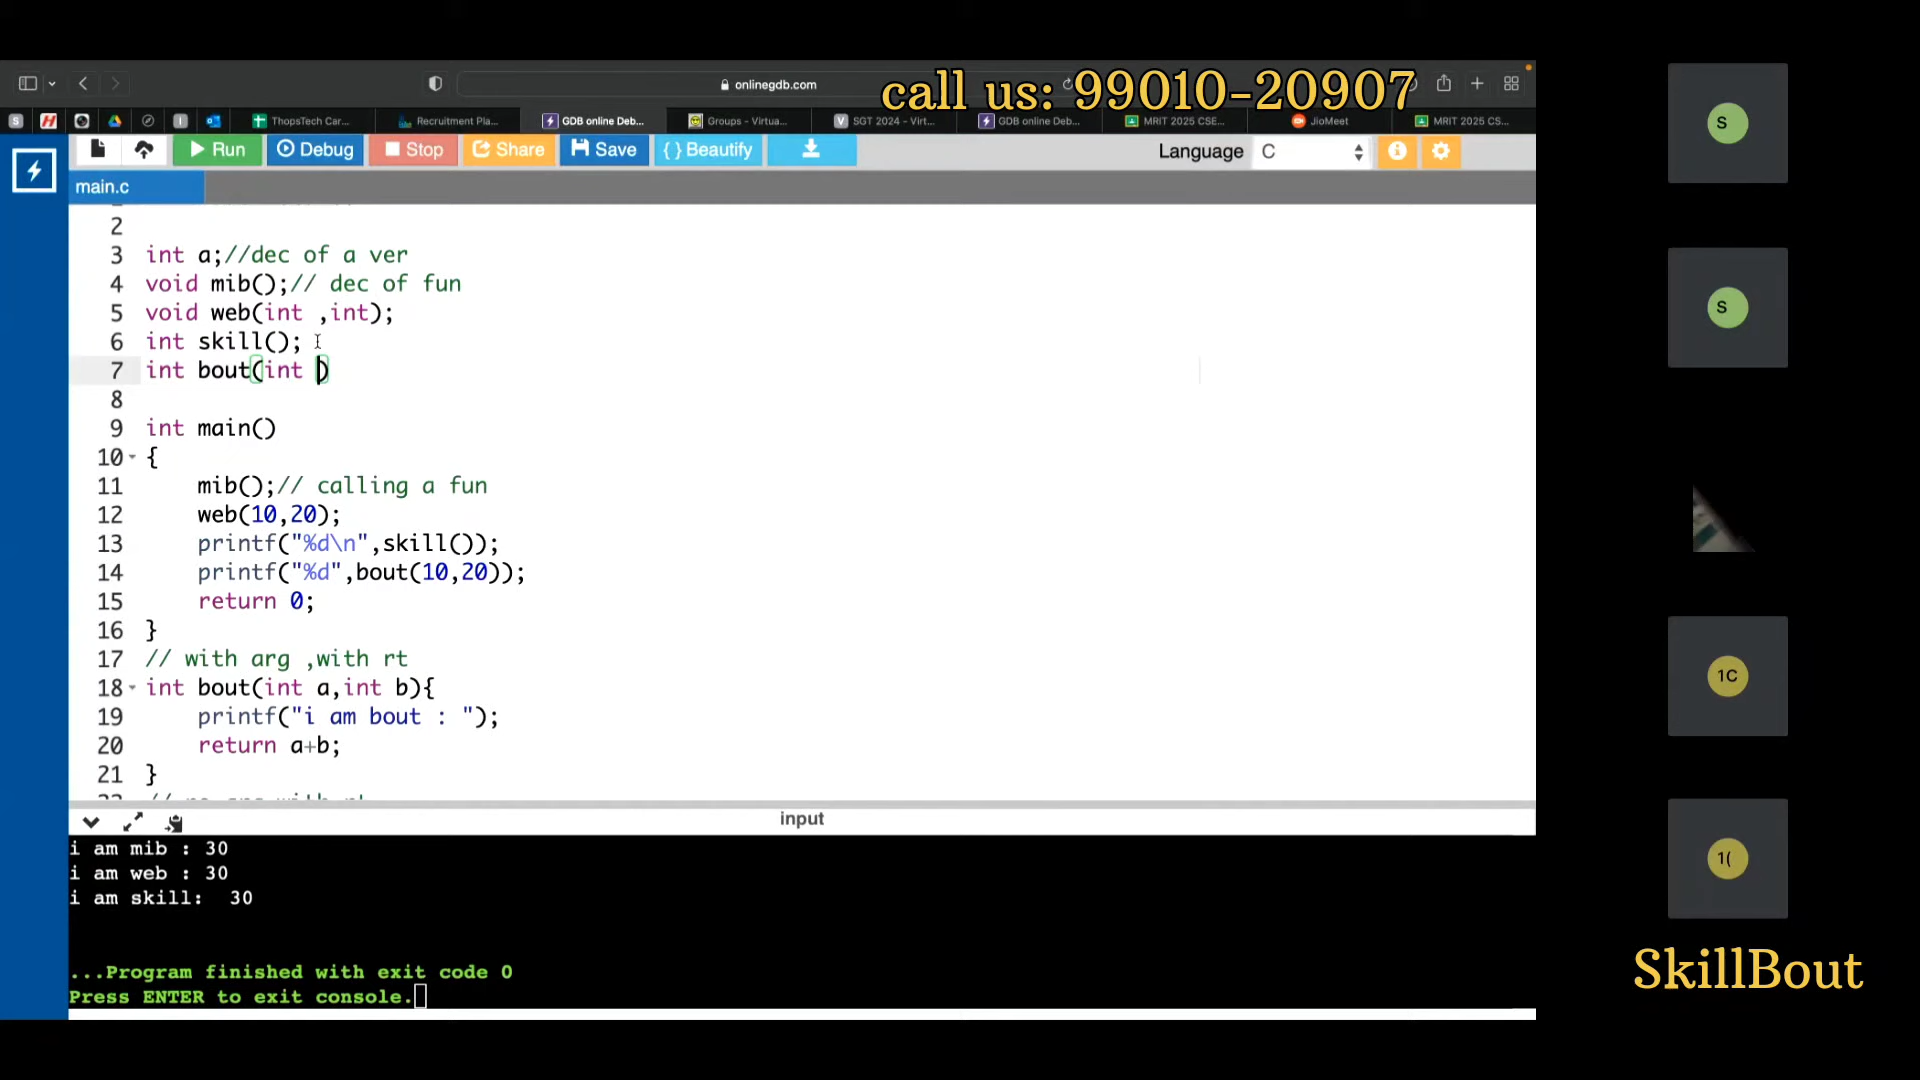 call us: 99010-20907
onlinegdb.com
S
ThopsTech Car...
Recruitment Pla...
GDB online Deb...
Groups - Virtua...
SGT 2024 - Virt...
GDB online Deb...
MRIT 2025 CSE...
JioMeet
MRIT 2025 CS...
Run
Debug
Stop
Share
Save
{ } Beautify
Language C
main.c
2
3 int a;//dec of a ver
4 void mib();// dec of fun
5 void web(int ,int);
6 int skill();
7 int bout(int )
8
9 int main()
10 {
11 mib();// calling a fun
12 web(10,20);
13 printf("%d\n",skill());
14 printf("%d",bout(10,20));
15 return 0;
16 }
17 // with arg ,with rt
18 int bout(int a,int b){
19 printf("i am bout : ");
20 return a+b;
21 }
input
i am mib : 30
i am web : 30
i am skill:  30
...Program finished with exit code 0
Press ENTER to exit console.
S
S
1C
1(
SkillBout